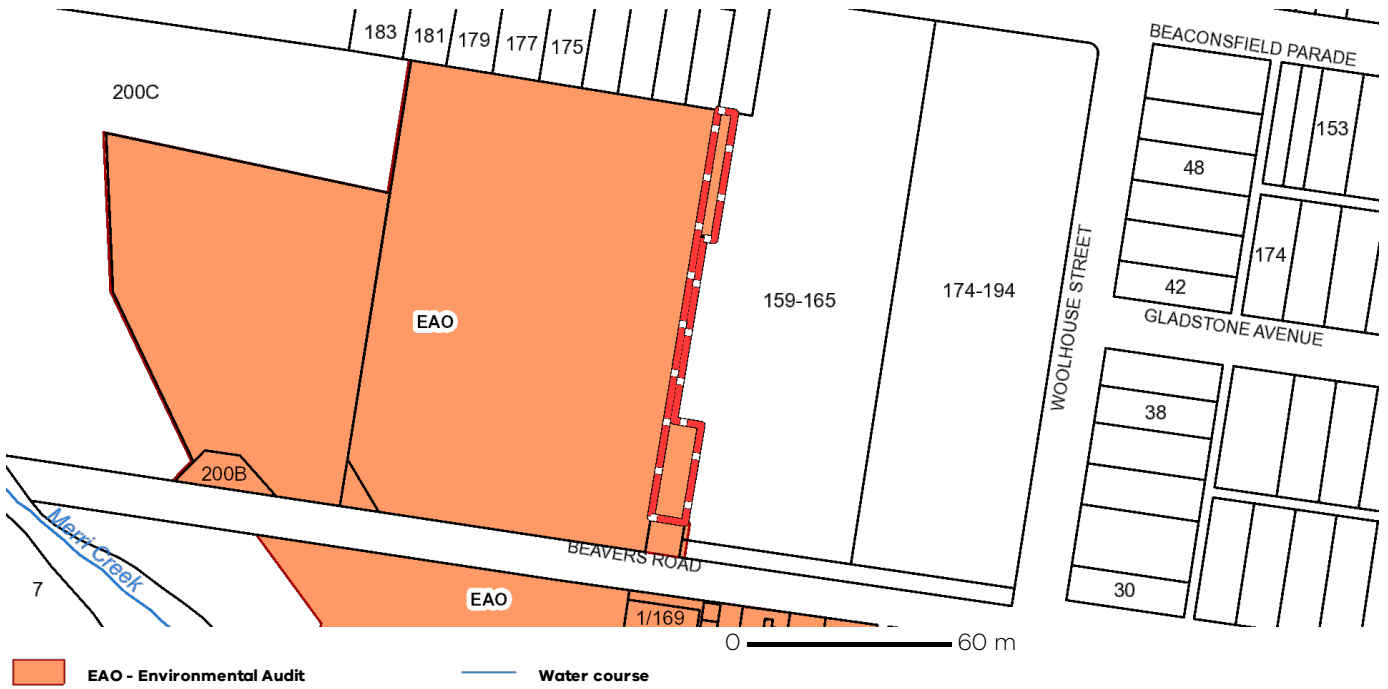 183 181 179 177 175
BEACONSFIELD PARADE
200C
153
48
174
42
GLADSTONE AVENUE
159-165
174-194
WOOLHOUSE STREET
EAO
38
200B
Merri Creek
BEAVERS ROAD
7
EAO
1/169
30
0 60 m
EAO - Environmental Audit
Water course